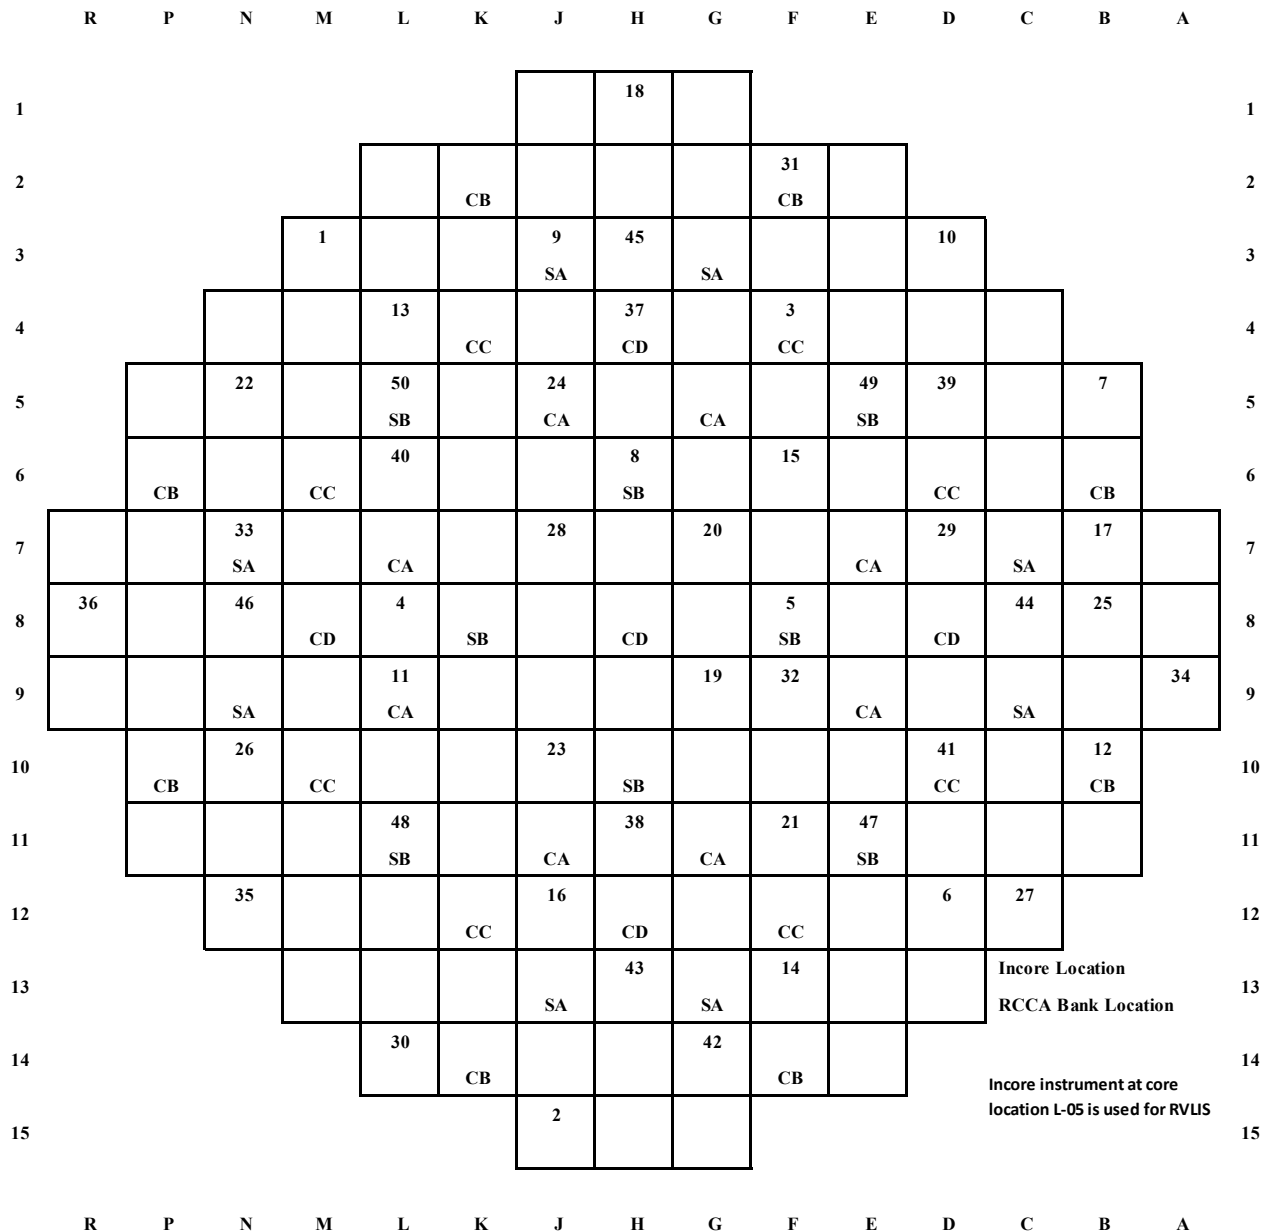 R P N M L K J H G F E D C B A
18
1 1
31
2 2
CB CB
1 9 45 10
3 3
SA SA
13 37 3
4 4
CC CD CC
22 50 24 49 39 7
5 5
SB CA CA SB
40 8 15
6 6
CB CC SB CC CB
33 28 20 29 17
7 7
SA CA CA SA
36 46 4 5 44 25
8 8
CD SB CD SB CD
11 19 32 34
9 9
SA CA CA SA
26 23 41 12
10 10
CB CC SB CC CB
48 38 21 47
11 11
SB CA CA SB
35 16 6 27
12 12
CC CD CC
43 14 Incore Location
13 13
SA SA RCCA Bank Location
30 42
14 14
CB CB
Incore instrument at core
location L-05 is used for RVLIS
2
15 15
R P N M L K J H G F E D C B A